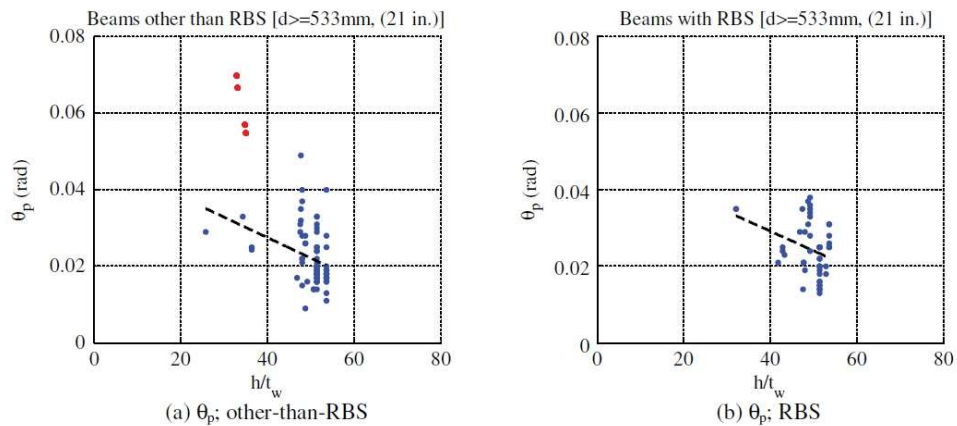 Beams other than RBS [d>=533mm, (21 in.)]
0.08
0.06
0.04
0.02
0
θp (rad)
0 20 40 60 80
h/tw
(a) θp; other-than-RBS
Beams with RBS [d>=533mm, (21 in.)]
0.08
0.06
0.04
0.02
0
θp (rad)
0 20 40 60 80
h/tw
(b) θp; RBS